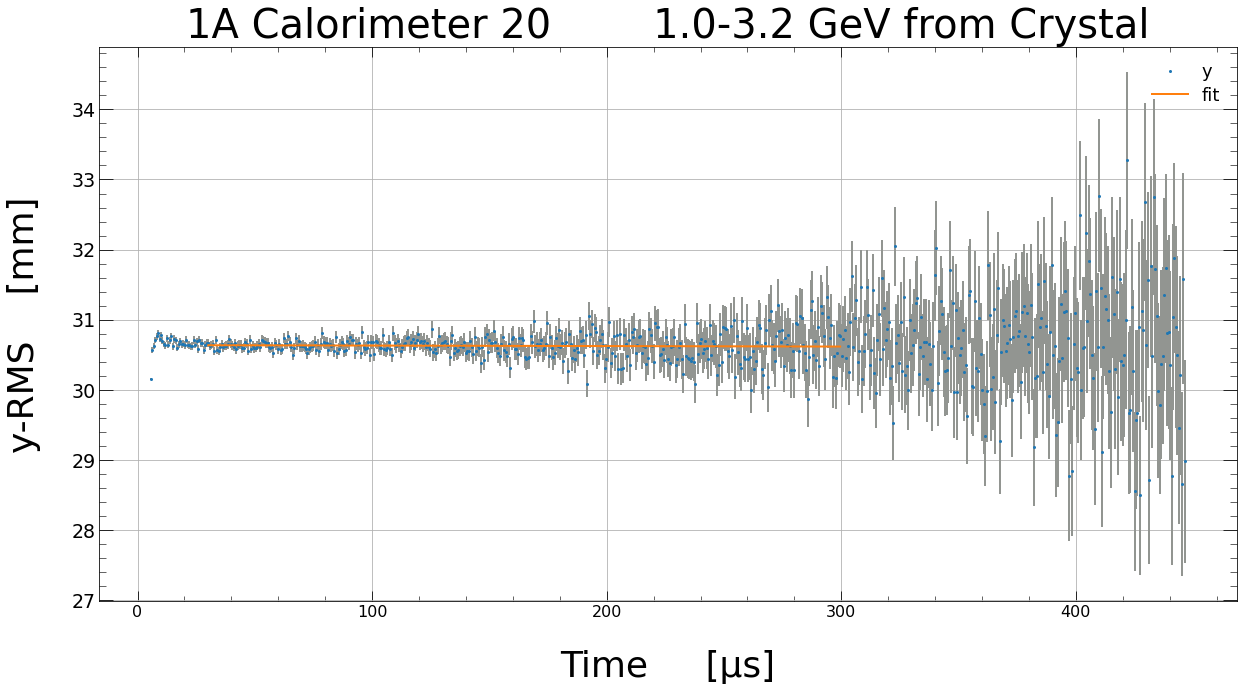 1A Calorimeter 20 1.0-3.2 GeV from Crystal
y
fit
34
33
32
31
30
29
28
27
y-RMS [mm]
0 100 200 300 400
Time [μs]